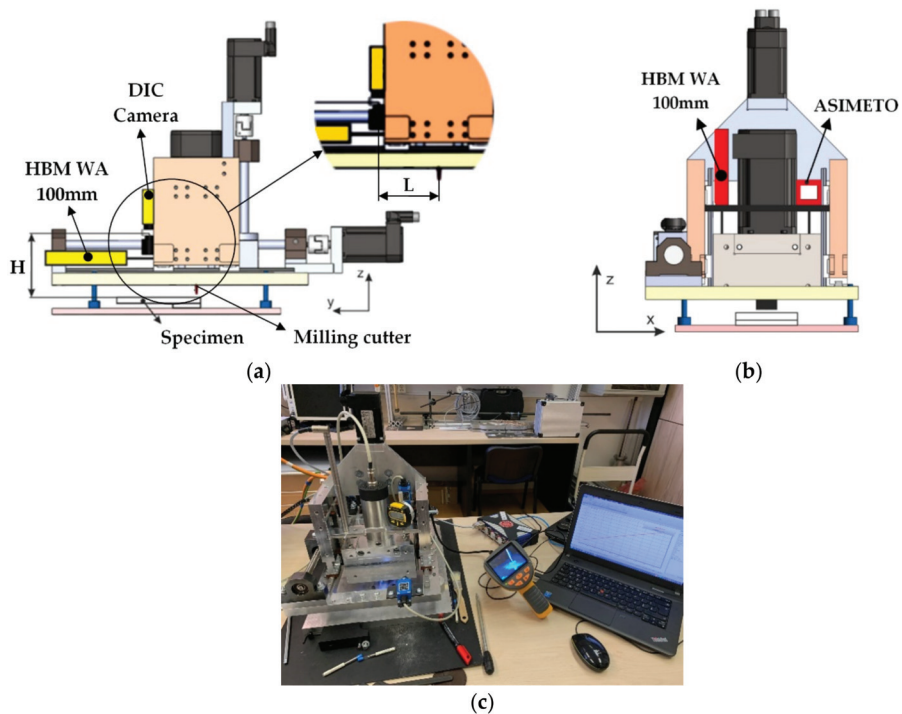 DIC
Camera
HBM WA
100mm
H
L
z
y
Specimen
Milling cutter
(a)
HBM WA
100mm
ASIMETO
z
x
(b)
(c)